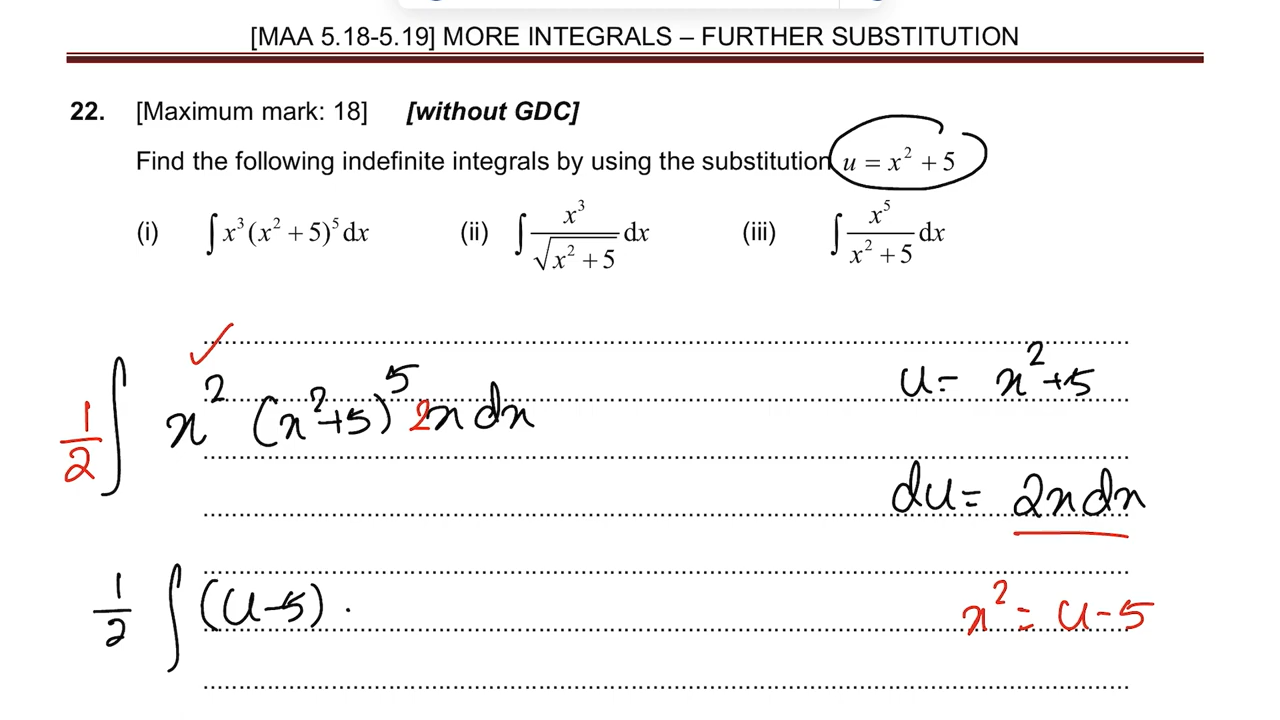 [MAA 5.18-5.19] MORE INTEGRALS – FURTHER SUBSTITUTION
22. [Maximum mark: 18] [without GDC]
Find the following indefinite integrals by using the substitution u = x² + 5
(i) ∫ x³(x² + 5)⁵ dx (ii) ∫ x³/√(x² + 5) dx (iii) ∫ x⁵/(x² + 5) dx
u = x² + 5
1/2 ∫ x² (x² + 5)⁵ 2x dx
du = 2x dx
1/2 ∫ (u - 5) ·
x² = u - 5